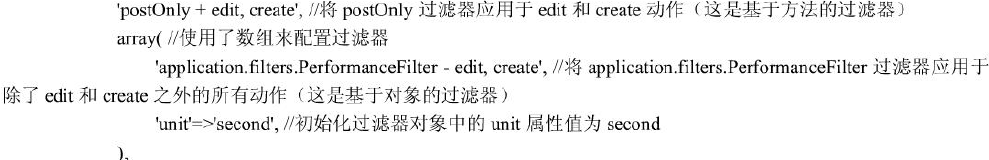 'postOnly + edit, create', //将 postOnly 过滤器应用于 edit 和 create 动作（这是基于方法的过滤器）
array( //使用了数组来配置过滤器
'application.filters.PerformanceFilter - edit, create', //将 application.filters.PerformanceFilter 过滤器应用于
除了 edit 和 create 之外的所有动作（这是基于对象的过滤器）
'unit'=>'second', //初始化过滤器对象中的 unit 属性值为 second
),